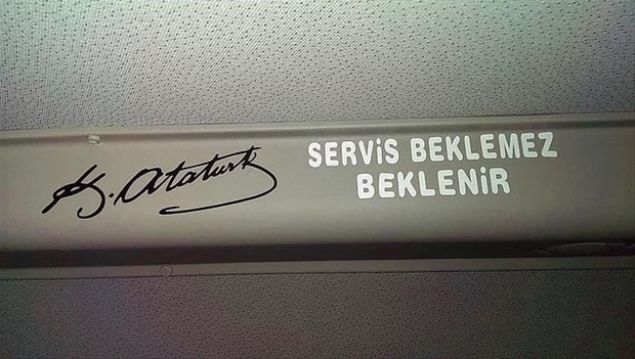 K. Atatürk
SERVİS BEKLEMEZ
BEKLENİR